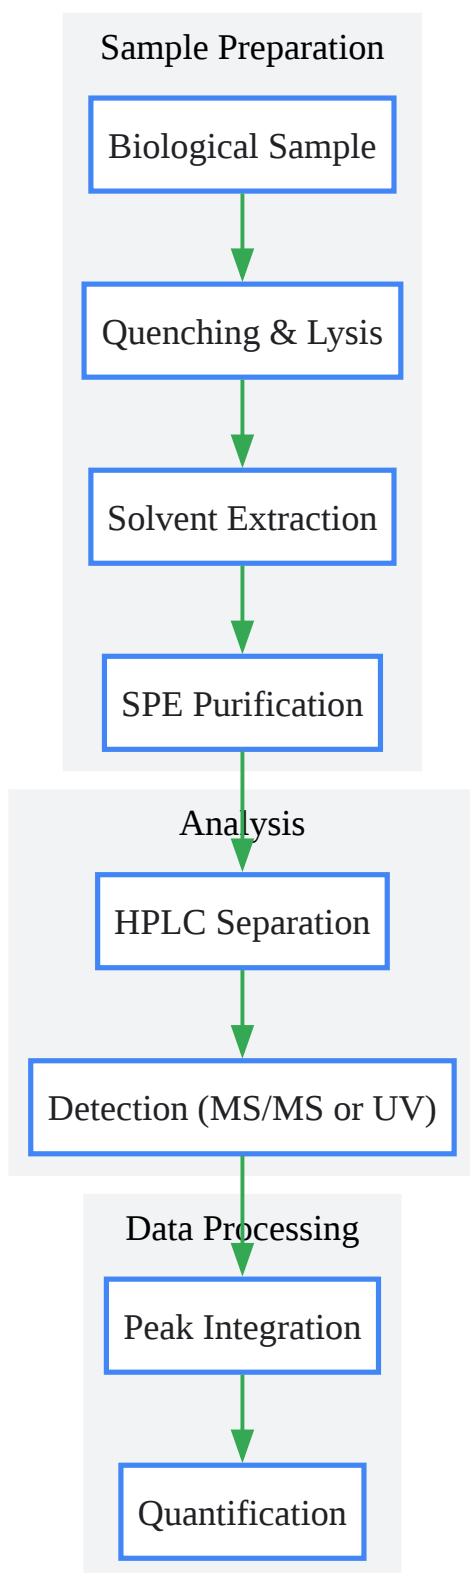 Sample Preparation
Biological Sample
Quenching & Lysis
Solvent Extraction
SPE Purification
Analysis
HPLC Separation
Detection (MS/MS or UV)
Data Processing
Peak Integration
Quantification